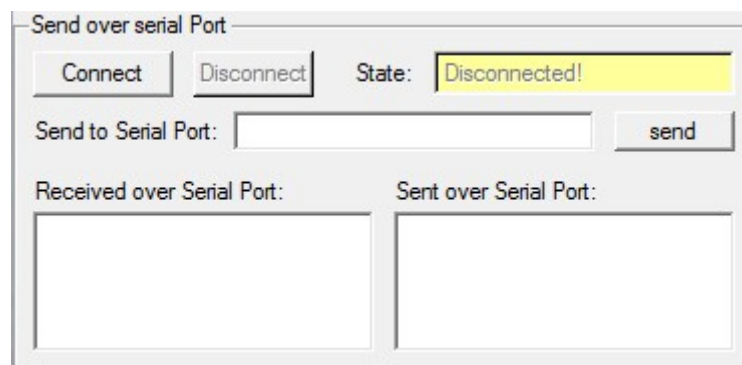 Send over serial Port
Connect Disconnect State: Disconnected!
Send to Serial Port: send
Received over Serial Port: Sent over Serial Port: